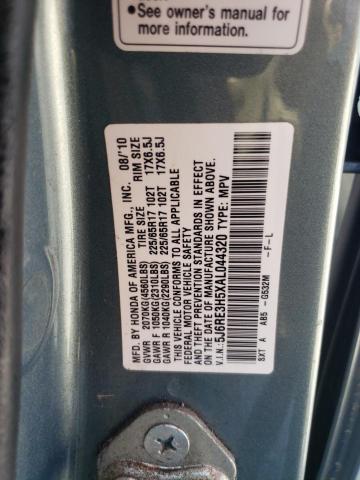 ●See owner's manual for
more information.
MFD. BY HONDA OF AMERICA MFG., INC. 08/'10
TIRE SIZE RIM SIZE
GVWR 2070KG(4560LBS)
GAWR F 1050KG(2310LBS) 225/65R17 102T 17X6.5J
GAWR R 1040KG(2290LBS) 225/65R17 102T 17X6.5J
THIS VEHICLE CONFORMS TO ALL APPLICABLE
FEDERAL MOTOR VEHICLE SAFETY
AND THEFT PREVENTION STANDARDS IN EFFECT
ON THE DATE OF MANUFACTURE SHOWN ABOVE.
V.I.N.: 5J6RE3H5XAL044320 TYPE: MPV
SXT A AB5 -G532M -F-L